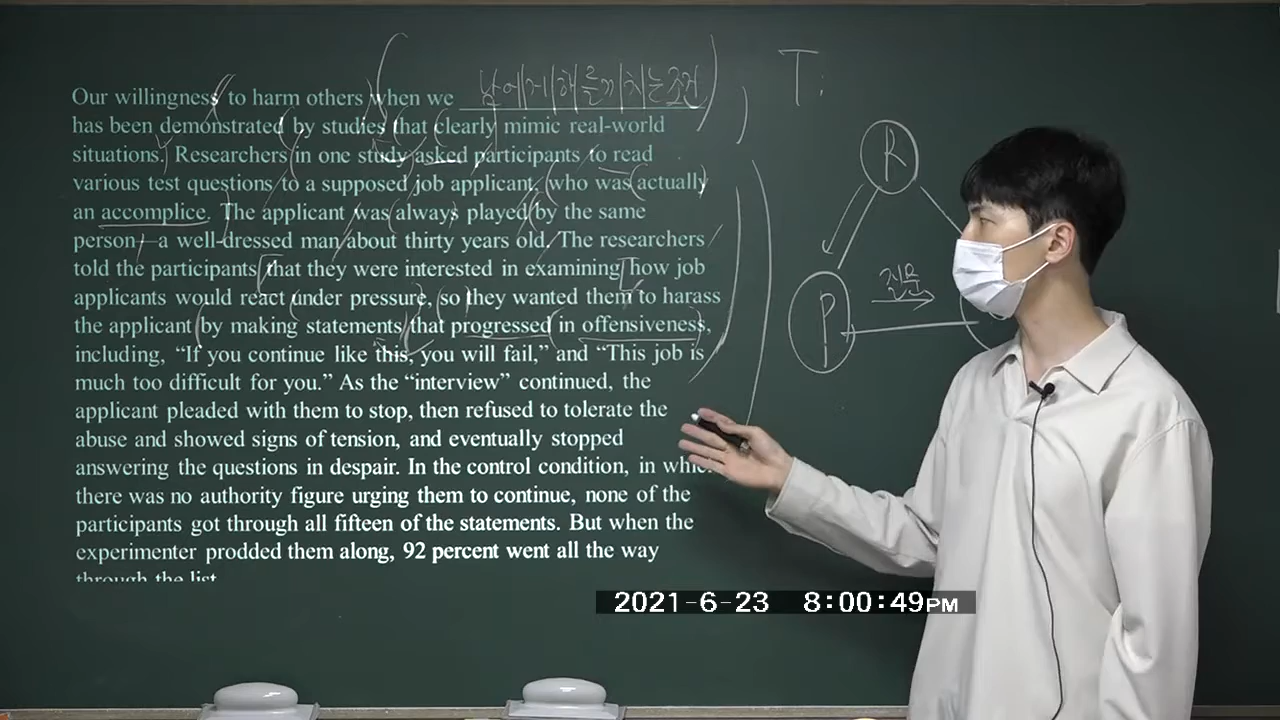 Our willingness to harm others when we 남에게 해를 끼치는 조건
has been demonstrated by studies that clearly mimic real-world
situations. Researchers in one study asked participants to read
various test questions to a supposed job applicant, who was actually
an accomplice. The applicant was always played by the same
person—a well-dressed man about thirty years old. The researchers
told the participants that they were interested in examining how job
applicants would react under pressure, so they wanted them to harass
the applicant by making statements that progressed in offensiveness,
including, “If you continue like this, you will fail,” and “This job is
much too difficult for you.” As the “interview” continued, the
applicant pleaded with them to stop, then refused to tolerate the
abuse and showed signs of tension, and eventually stopped
answering the questions in despair. In the control condition, in
there was no authority figure urging them to continue, none of the
participants got through all fifteen of the statements. But when the
experimenter prodded them along, 92 percent went all the way
through the list
T:
R
P
질문
2021-6-23 8:00:49PM